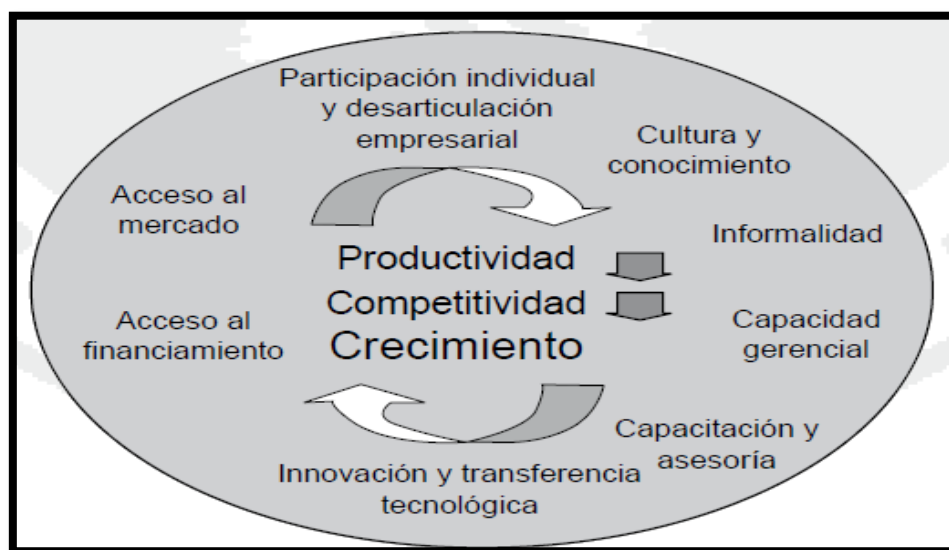 Participación individual
y desarticulación
empresarial
Cultura y
conocimiento
Acceso al
mercado
Informalidad
Productividad
Competitividad
Crecimiento
Acceso al
financiamiento
Capacidad
gerencial
Capacitación y
asesoría
Innovación y transferencia
tecnológica